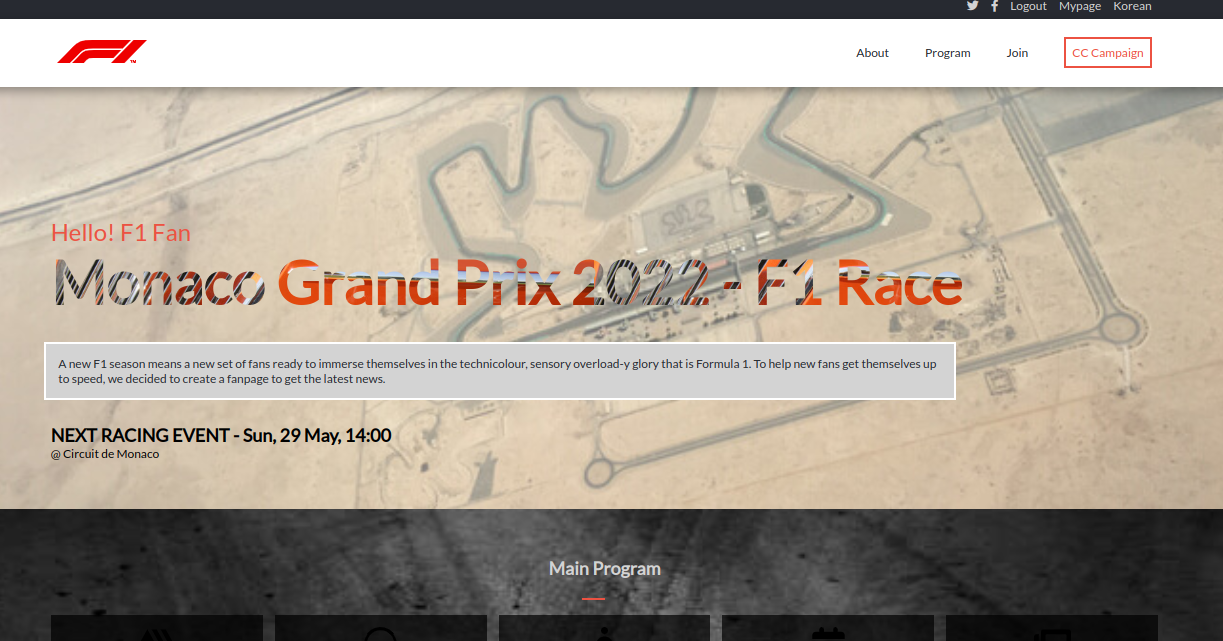 Logout Mypage Korean
F1
About Program Join CC Campaign
Hello! F1 Fan
Monaco Grand Prix 2022 - F1 Race
A new F1 season means a new set of fans ready to immerse themselves in the technicolour, sensory overload-y glory that is Formula 1. To help new fans get themselves up
to speed, we decided to create a fanpage to get the latest news.
NEXT RACING EVENT - Sun, 29 May, 14:00
@ Circuit de Monaco
Main Program